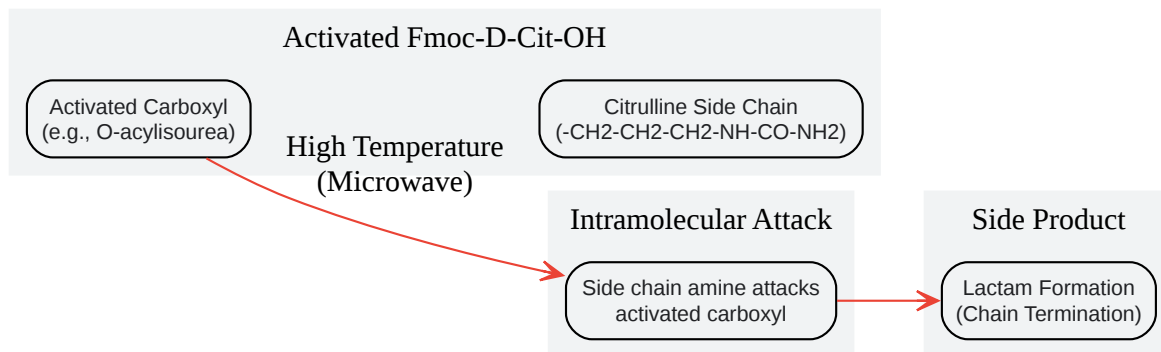 Activated Fmoc-D-Cit-OH
Activated Carboxyl
(e.g., O-acylisourea)
Citrulline Side Chain
(-CH2-CH2-CH2-NH-CO-NH2)
High Temperature
(Microwave)
Intramolecular Attack
Side chain amine attacks
activated carboxyl
Side Product
Lactam Formation
(Chain Termination)